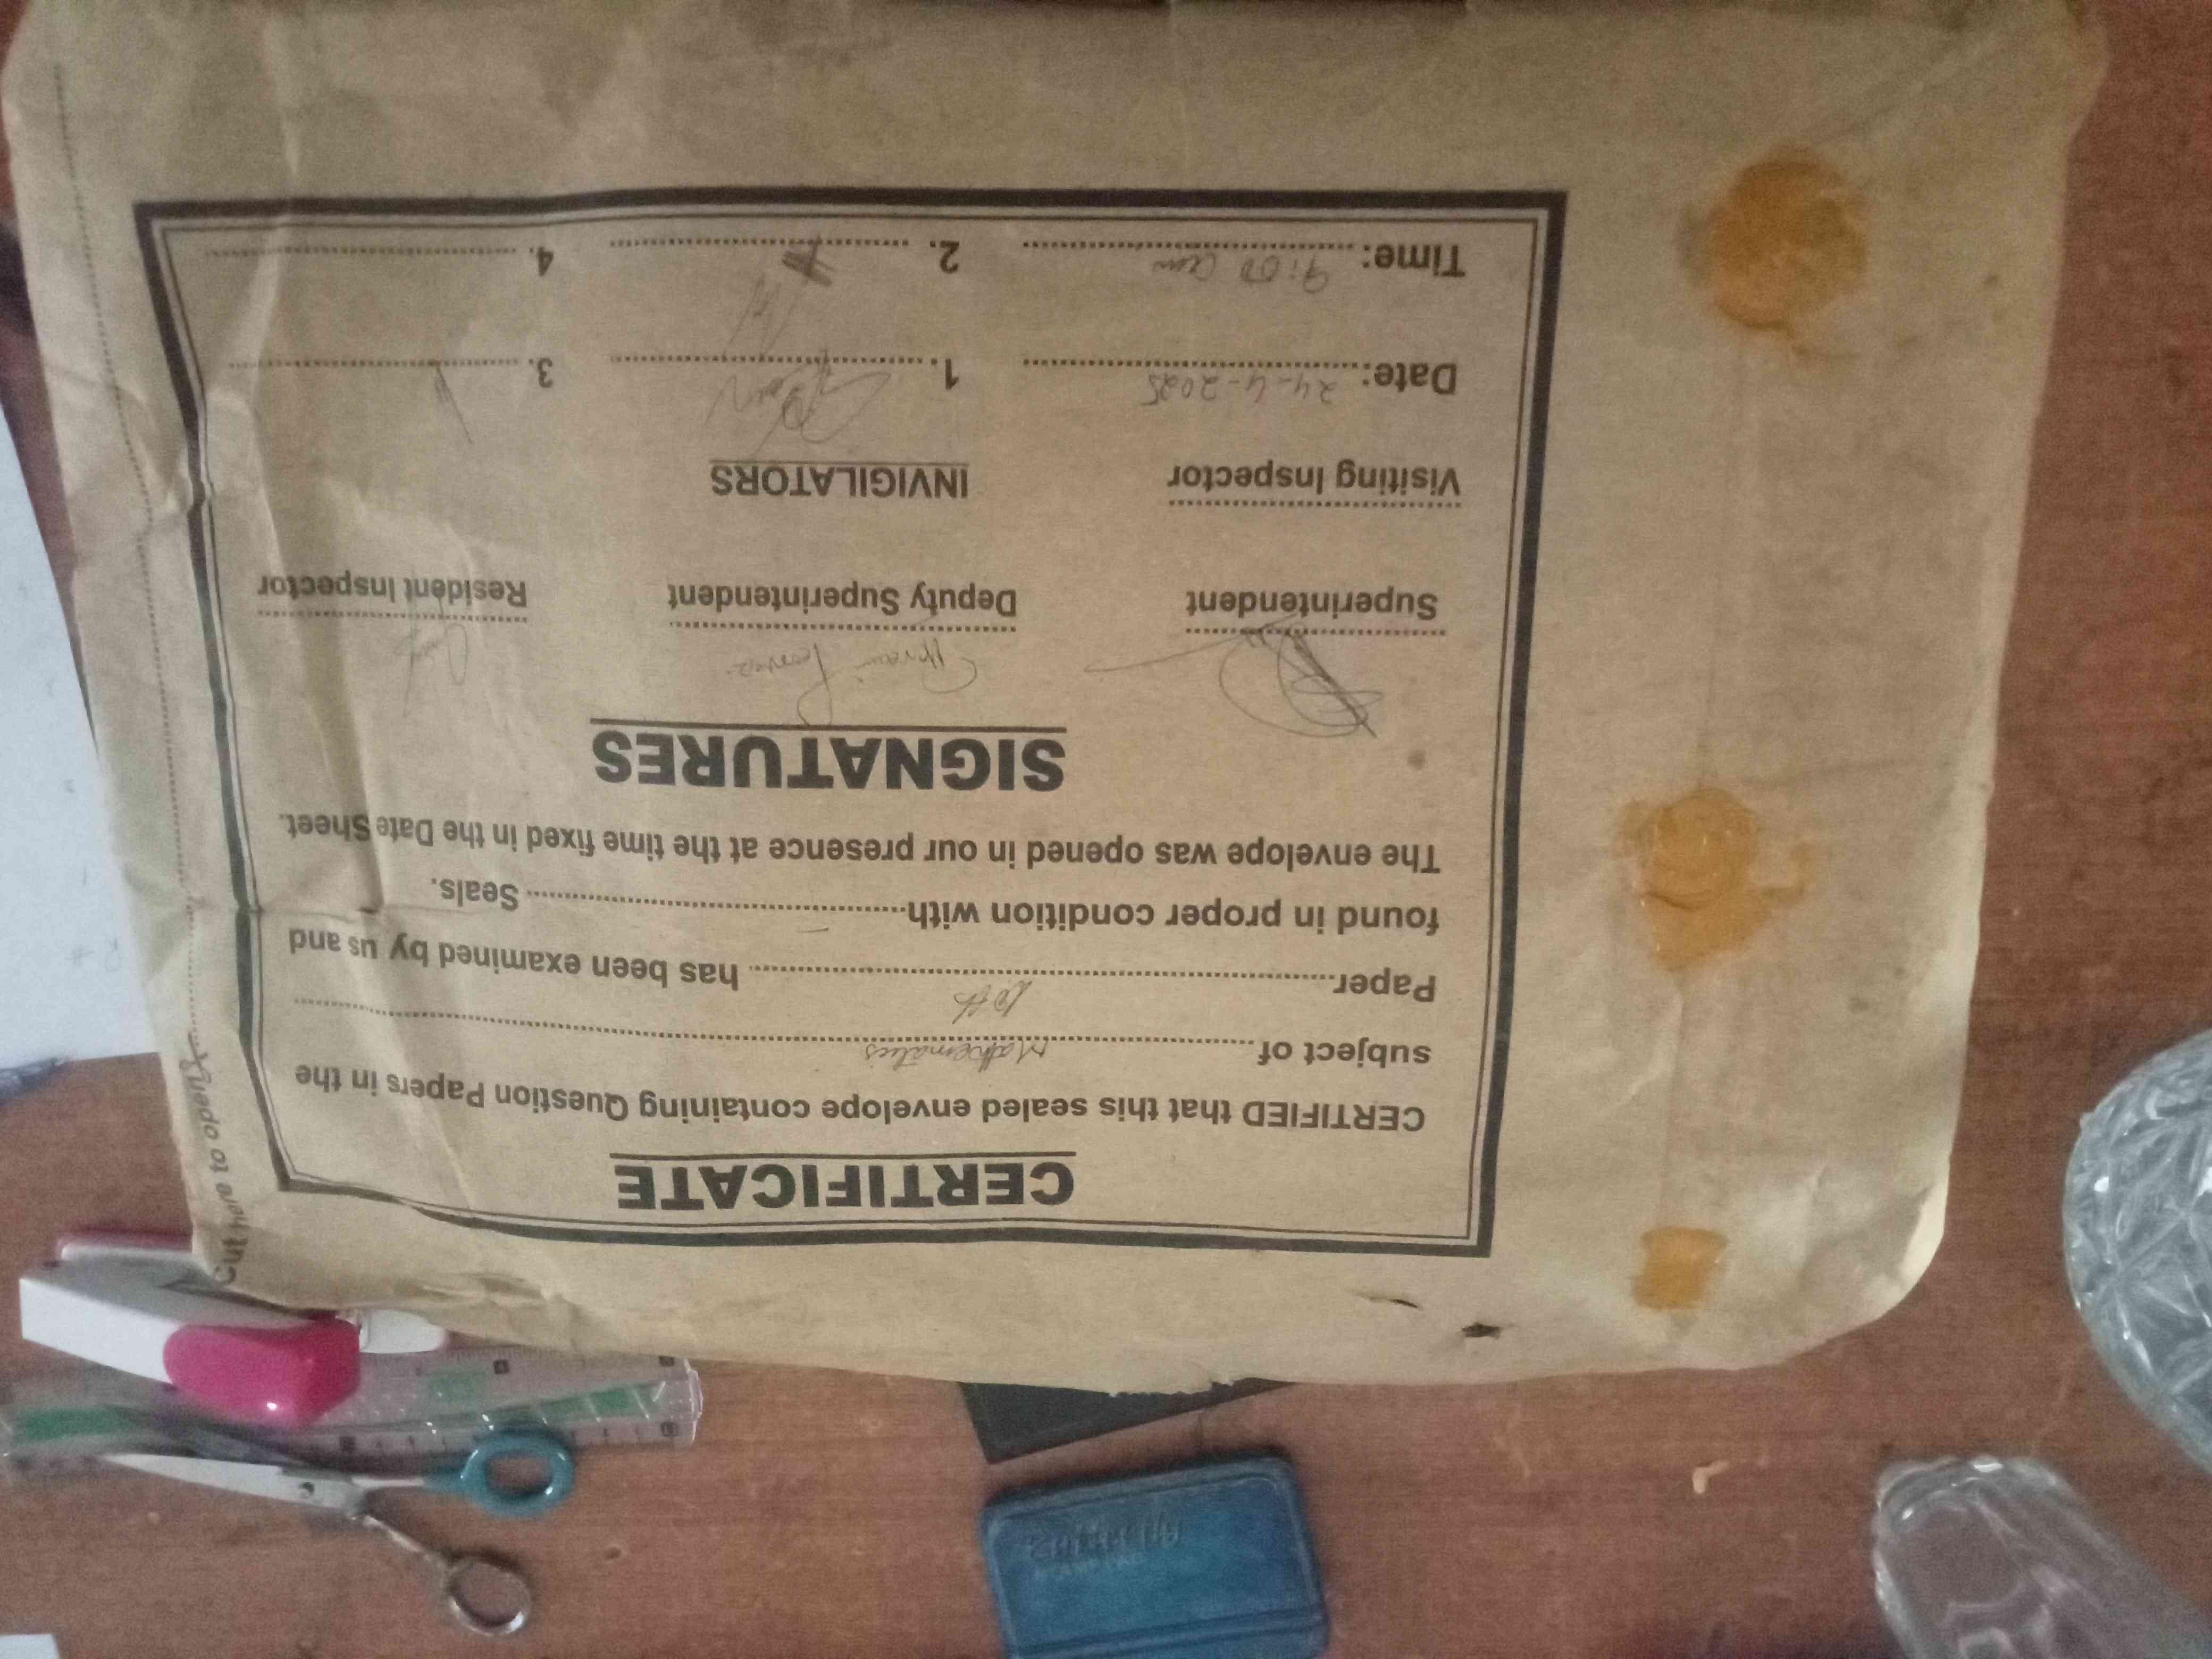 CERTIFICATE
CERTIFIED that this sealed envelope containing Question Papers in the
subject of Mathematics
Paper 10th has been examined by us and
found in proper condition with Seals.
The envelope was opened in our presence at the time fixed in the Date Sheet.
SIGNATURES
Superintendent Deputy Superintendent Resident Inspector
Visiting Inspector INVIGILATORS
Date: 24-4-2025 1. 3.
Time: 9:00 am 2. 4.
Cut here to open